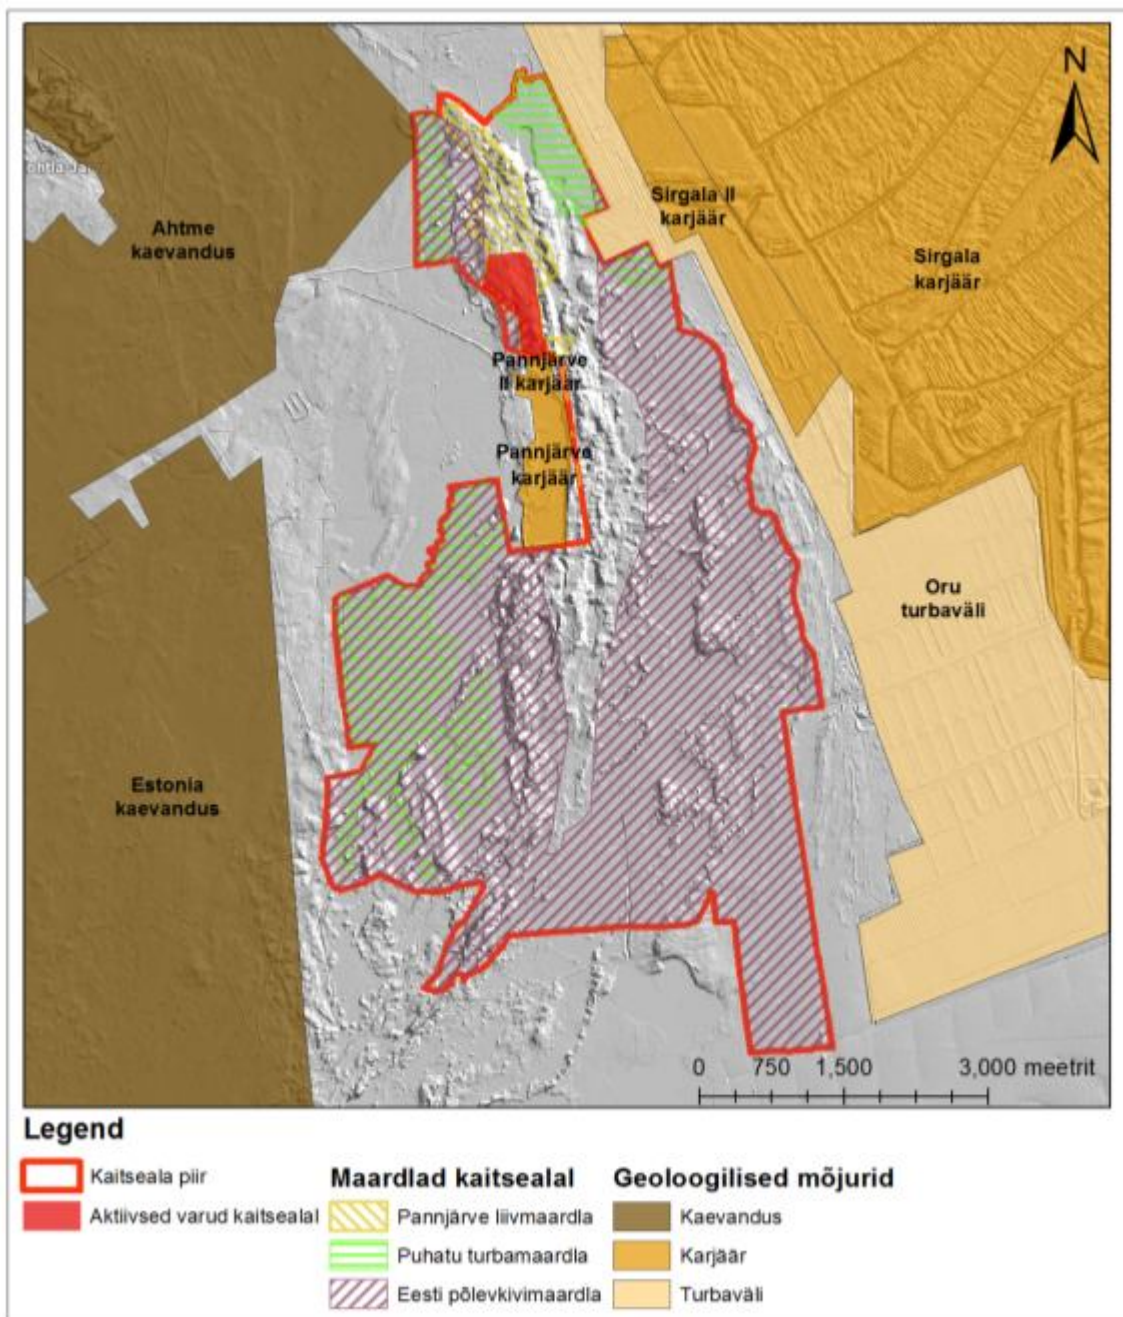 N
Ahtme
kaevandus
Sirgala II
karjäär
Sirgala
karjäär
Pannjärve
II karjäär
Pannjärve
karjäär
Oru
turbaväli
Estonia
kaevandus
0 750 1,500 3,000 meetrit
Legend
Kaitseala piir
Aktiivsed varud kaitsealal
Maardlad kaitsealal
Pannjärve liivmaardla
Puhatu turbamaardla
Eesti põlevkivimaardla
Geoloogilised mõjurid
Kaevandus
Karjäär
Turbaväli